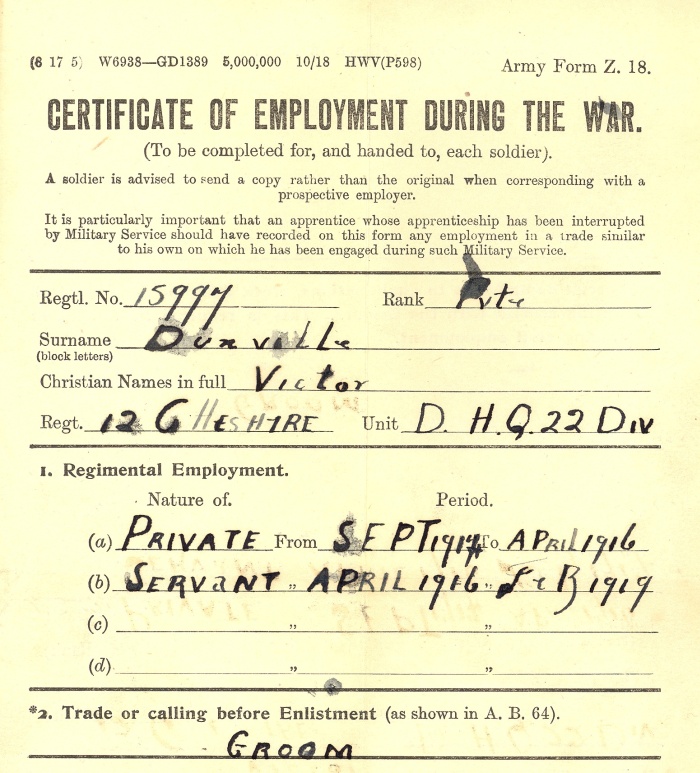 (6 17 5) W6938—GD1389 5,000,000 10/18 HWV(P598) Army Form Z. 18.
CERTIFICATE OF EMPLOYMENT DURING THE WAR.
(To be completed for, and handed to, each soldier).
A soldier is advised to send a copy rather than the original when corresponding with a
prospective employer.
It is particularly important that an apprentice whose apprenticeship has been interrupted
by Military Service should have recorded on this form any employment in a trade similar
to his own on which he has been engaged during such Military Service.
Regtl. No. 15997 Rank Pvte
Surname Dunville
(block letters)
Christian Names in full Victor
Regt. 12 CHESHIRE Unit D. H.Q. 22 DIV
1. Regimental Employment.
Nature of. Period.
(a) PRIVATE From SEPT 1914 To APRIL 1916
(b) SERVANT „ APRIL 1916 „ FeB 1919
(c) „ „
(d) „ „
*2. Trade or calling before Enlistment (as shown in A. B. 64).
GROOM